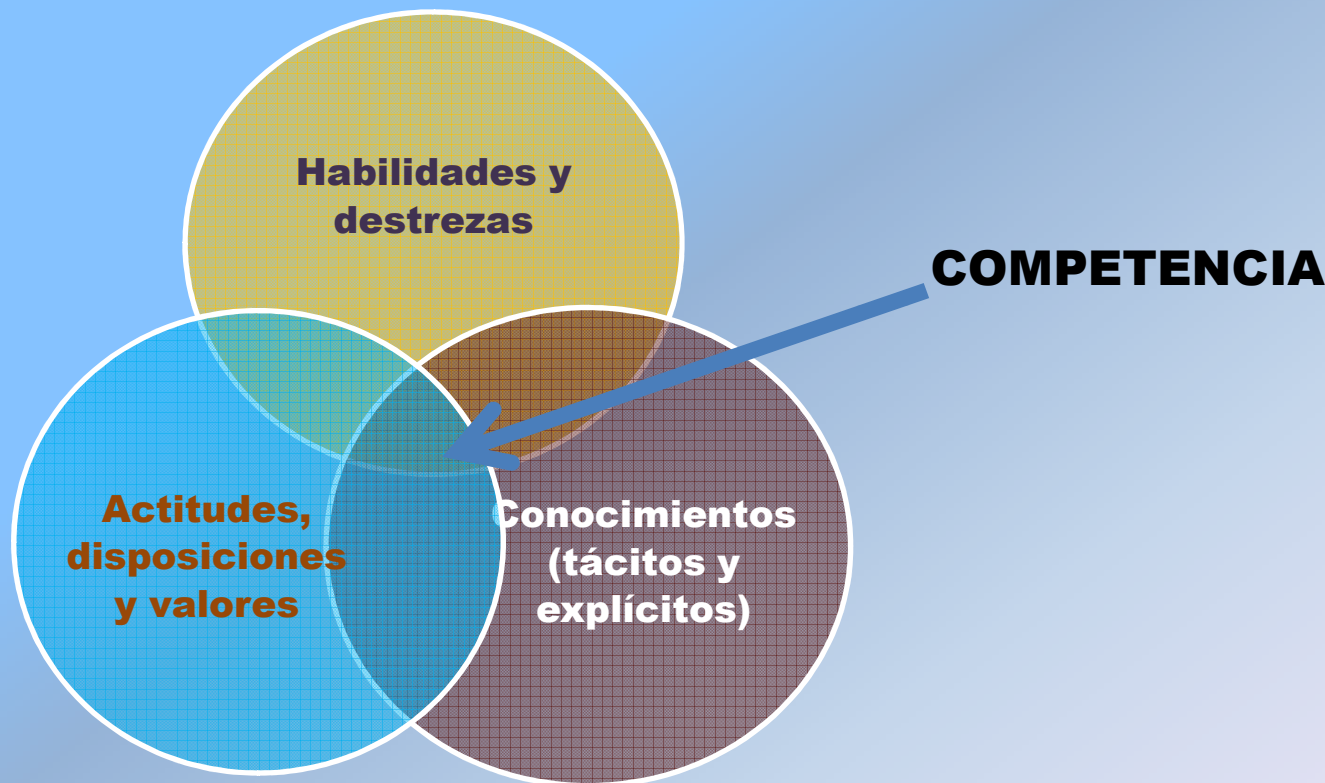 Habilidades y
destrezas
COMPETENCIA
Actitudes,
disposiciones
y valores
Conocimientos
(tácitos y
explícitos)